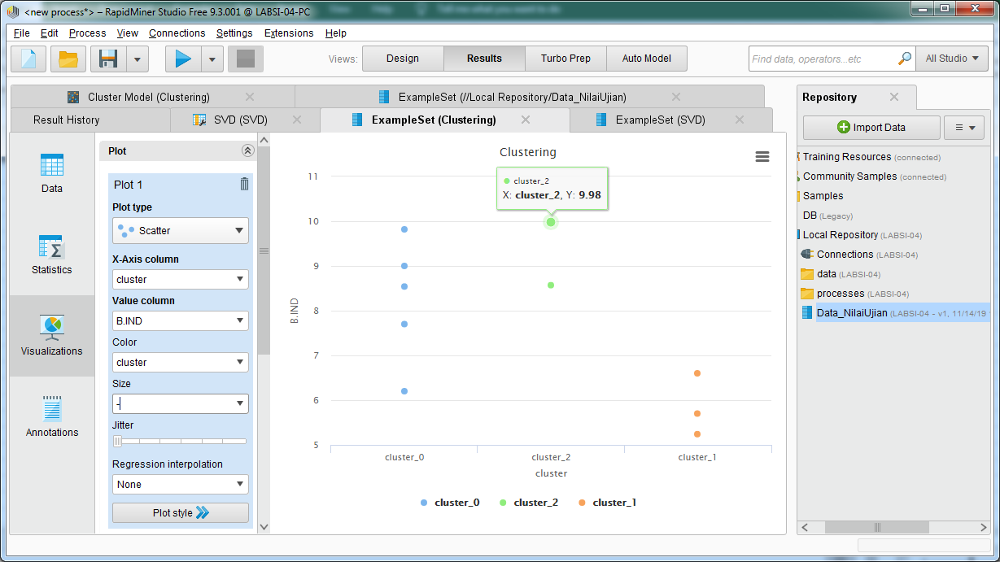 <new process*> – RapidMiner Studio Free 9.3.001 @ LABSI-04-PC
File Edit Process View Connections Settings Extensions Help
Views: Design Results Turbo Prep Auto Model Find data, operators...etc All Studio
Cluster Model (Clustering) ExampleSet (//Local Repository/Data_NilaiUjian)
Result History SVD (SVD) ExampleSet (Clustering) ExampleSet (SVD)
Data
Statistics
Visualizations
Annotations
Plot
Plot 1
Plot type
Scatter
X-Axis column
cluster
Value column
B.IND
Color
cluster
Size
-
Jitter
Regression interpolation
None
Plot style
Clustering
cluster_2
X: cluster_2, Y: 9.98
B.IND
11
10
9
8
7
6
5
cluster_0 cluster_2 cluster_1
cluster
cluster_0 cluster_2 cluster_1
Repository
Import Data
Training Resources (connected)
Community Samples (connected)
Samples
DB (Legacy)
Local Repository (LABSI-04)
Connections (LABSI-04)
data (LABSI-04)
processes (LABSI-04)
Data_NilaiUjian (LABSI-04 - v1, 11/14/19